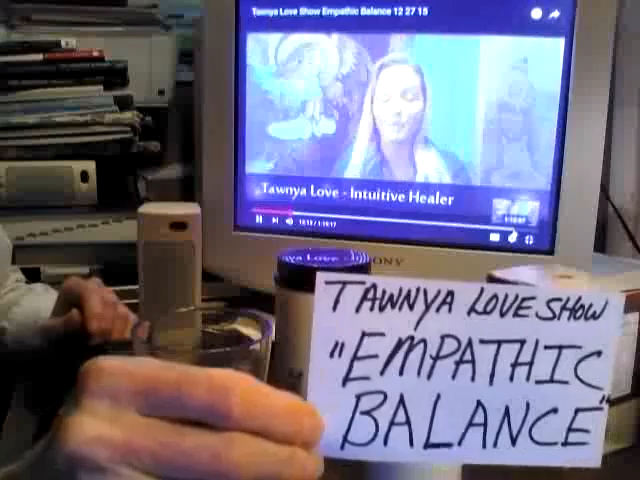 Tawnya Love Show Empathic Balance 12 27 15
Tawnya Love - Intuitive Healer
SONY
TAWNYA LOVE SHOW
"EMPATHIC
BALANCE"